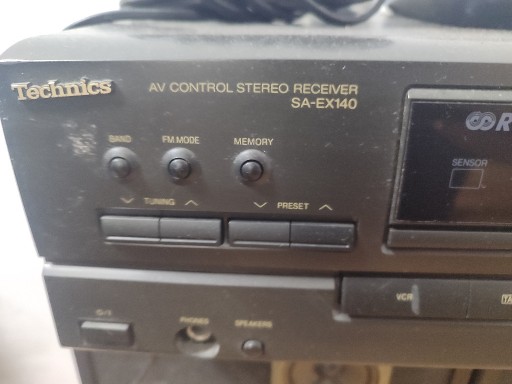 Technics
AV CONTROL STEREO RECEIVER
SA-EX140
BAND
FM MODE
MEMORY
SENSOR
TUNING
PRESET
VCR
PHONES
SPEAKERS